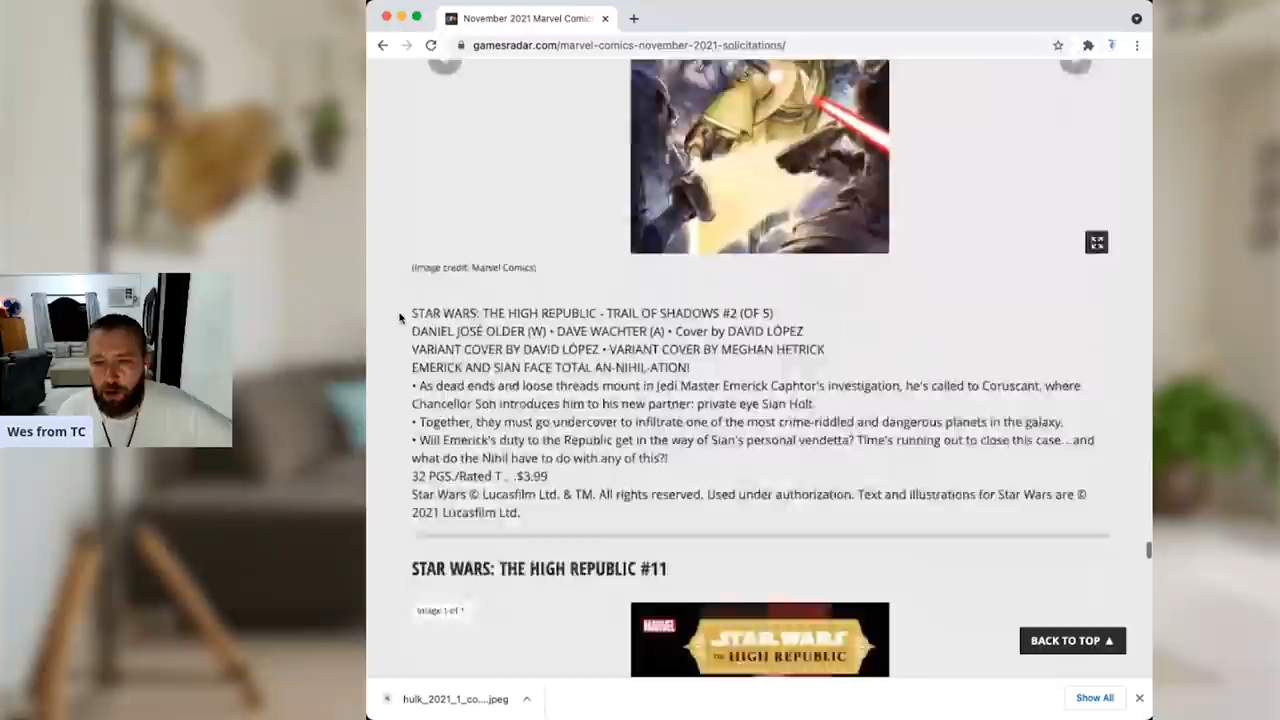 November 2021 Marvel Comics
gamesradar.com/marvel-comics-november-2021-solicitations/
(Image credit: Marvel Comics)
STAR WARS: THE HIGH REPUBLIC - TRAIL OF SHADOWS #2 (OF 5)
DANIEL JOSÉ OLDER (W) • DAVE WACHTER (A) • Cover by DAVID LÓPEZ
VARIANT COVER BY DAVID LÓPEZ • VARIANT COVER BY MEGHAN HETRICK
EMERICK AND SIAN FACE TOTAL AN-NIHIL-ATION!
• As dead ends and loose threads mount in Jedi Master Emerick Caphtor's investigation, he's called to Coruscant, where
Chancellor Soh introduces him to his new partner: private eye Sian Holt.
• Together, they must go undercover to infiltrate one of the most crime-riddled and dangerous planets in the galaxy.
• Will Emerick's duty to the Republic get in the way of Sian's personal vendetta? Time's running out to close this case…and
what do the Nihil have to do with any of this?!
32 PGS./Rated T …$3.99
Star Wars © Lucasfilm Ltd. & TM. All rights reserved. Used under authorization. Text and illustrations for Star Wars are ©
2021 Lucasfilm Ltd.
Wes from TC
STAR WARS: THE HIGH REPUBLIC #11
Image 1 of 1
MARVEL
STAR WARS
THE HIGH REPUBLIC
BACK TO TOP ▲
hulk_2021_1_co....jpeg
Show All